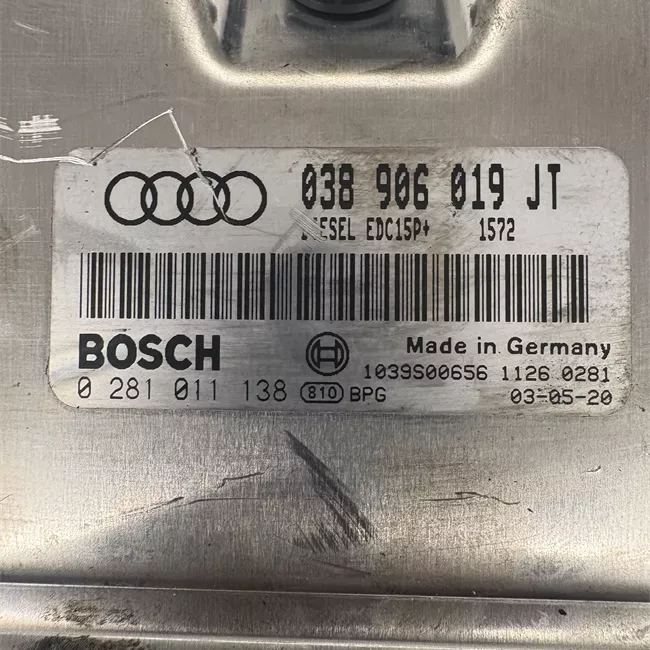 038 906 019 JT
DIESEL EDC15P+ 1572
BOSCH
Made in Germany
0 281 011 138 810 BPG
1039S00656 1126 0281
03-05-20